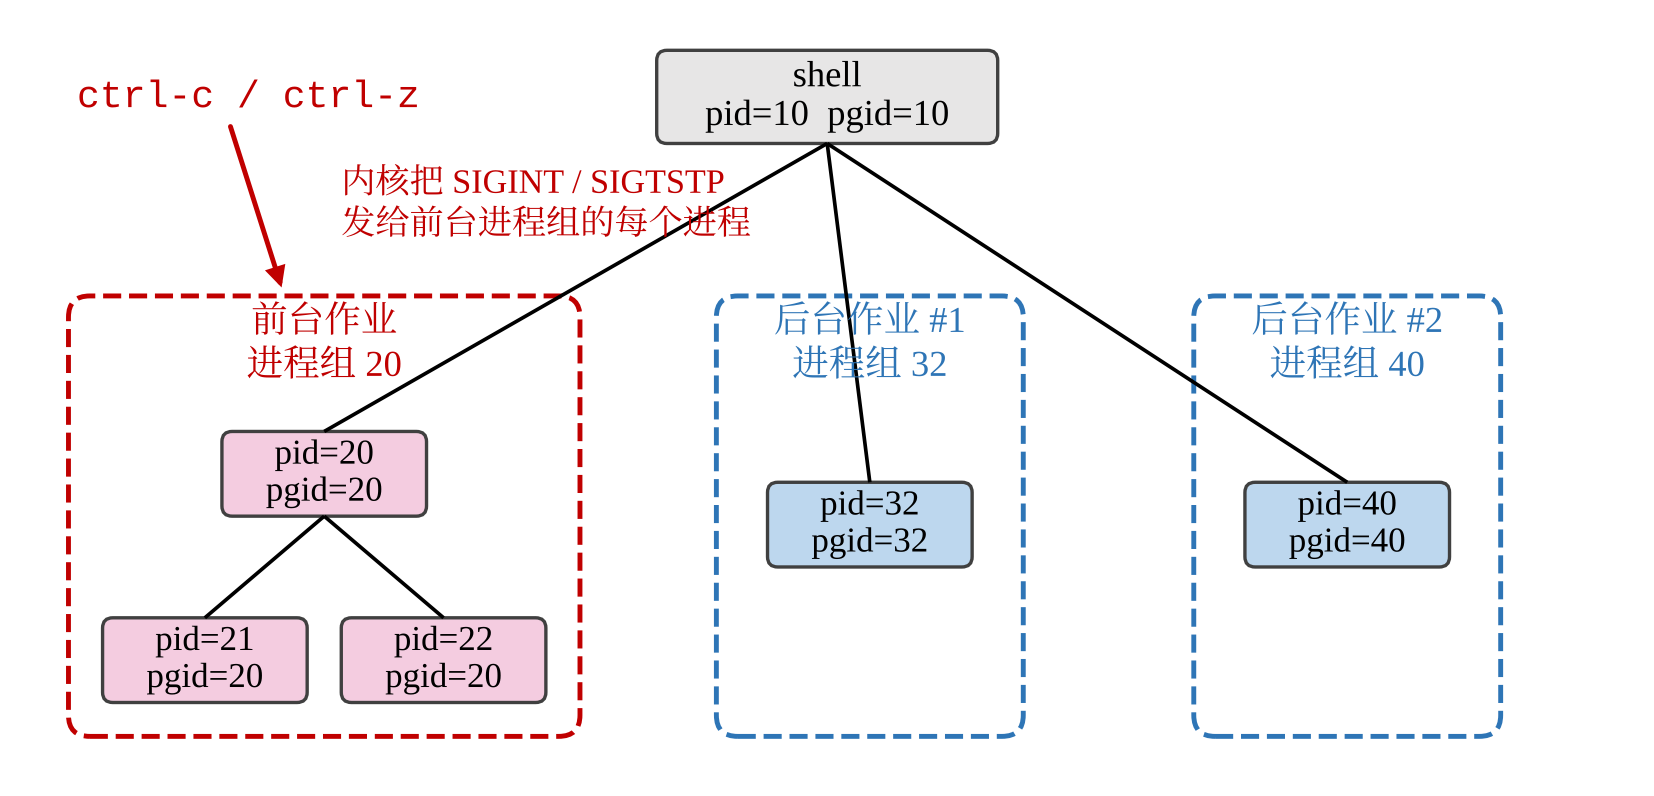 shell
pid=10 pgid=10
ctrl-c / ctrl-z
内核把 SIGINT / SIGTSTP
发给前台进程组的每个进程
前台作业
进程组 20
后台作业 #1
进程组 32
后台作业 #2
进程组 40
pid=20
pgid=20
pid=32
pgid=32
pid=40
pgid=40
pid=21
pgid=20
pid=22
pgid=20